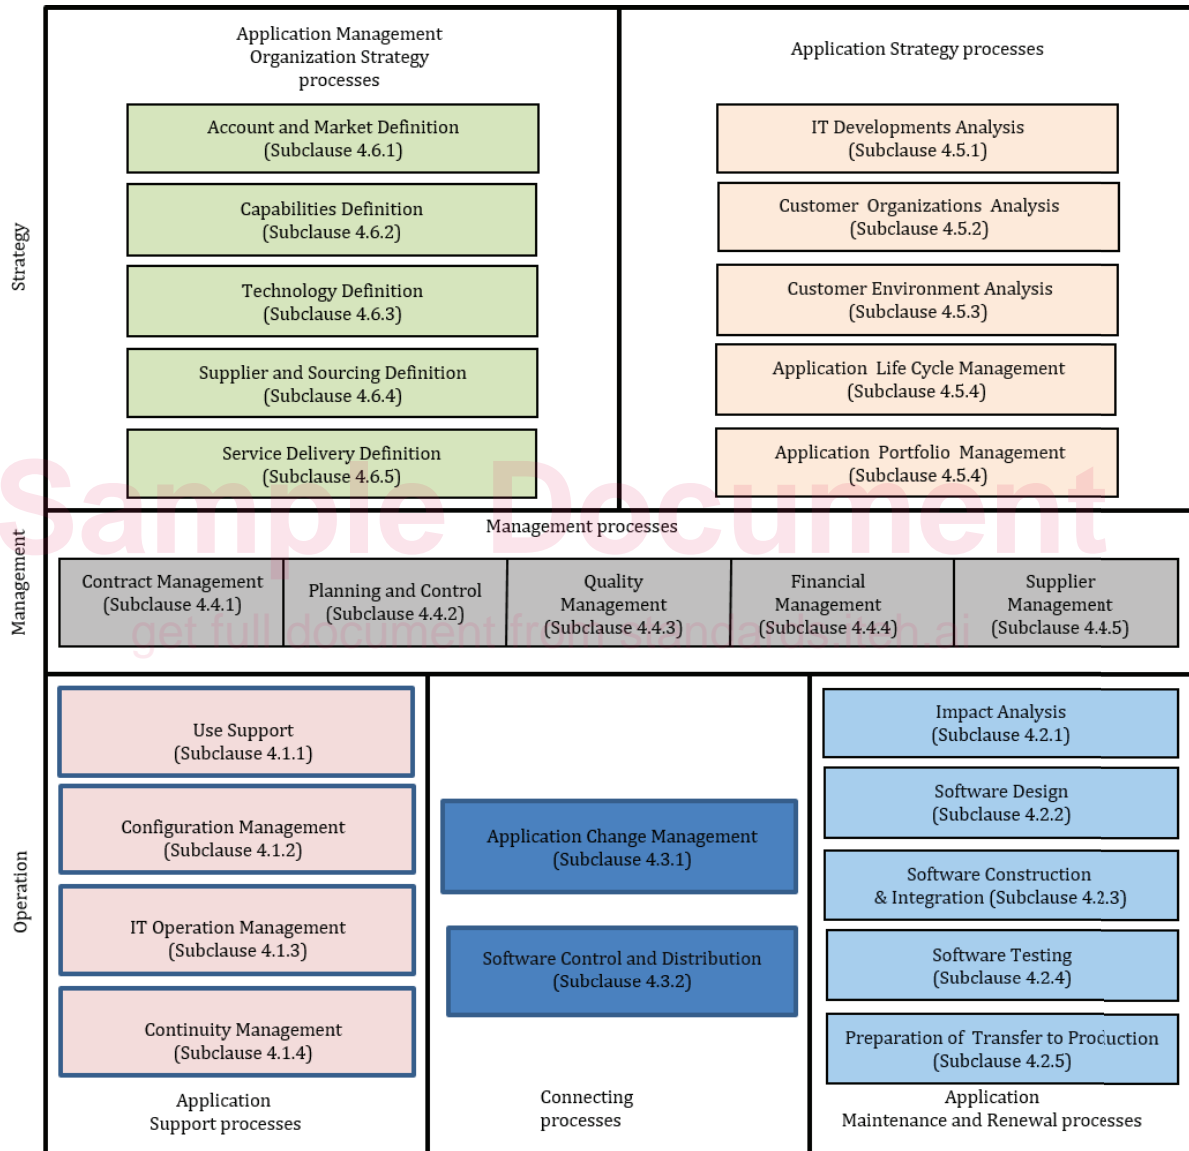 Application Management
Organization Strategy
processes
Account and Market Definition
(Subclause 4.6.1)
Capabilities Definition
(Subclause 4.6.2)
Technology Definition
(Subclause 4.6.3)
Supplier and Sourcing Definition
(Subclause 4.6.4)
Service Delivery Definition
(Subclause 4.6.5)
Application Strategy processes
IT Developments Analysis
(Subclause 4.5.1)
Customer Organizations Analysis
(Subclause 4.5.2)
Customer Environment Analysis
(Subclause 4.5.3)
Application Life Cycle Management
(Subclause 4.5.4)
Application Portfolio Management
(Subclause 4.5.4)
Strategy
Sample Document
Management
Management processes
Contract Management
(Subclause 4.4.1)
Planning and Control
(Subclause 4.4.2)
Quality
Management
(Subclause 4.4.3)
Financial
Management
(Subclause 4.4.4)
Supplier
Management
(Subclause 4.4.5)
get full document from standards.iteh.ai
Operation
Use Support
(Subclause 4.1.1)
Configuration Management
(Subclause 4.1.2)
IT Operation Management
(Subclause 4.1.3)
Continuity Management
(Subclause 4.1.4)
Application
Support processes
Application Change Management
(Subclause 4.3.1)
Software Control and Distribution
(Subclause 4.3.2)
Connecting
processes
Impact Analysis
(Subclause 4.2.1)
Software Design
(Subclause 4.2.2)
Software Construction
& Integration (Subclause 4.2.3)
Software Testing
(Subclause 4.2.4)
Preparation of Transfer to Production
(Subclause 4.2.5)
Application
Maintenance and Renewal processes